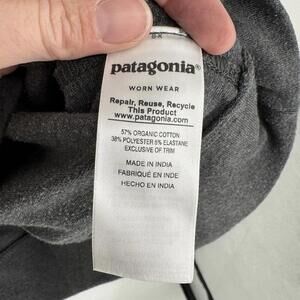 patagonia®
WORN WEAR
Repair, Reuse, Recycle
This Product
www.patagonia.com
57% ORGANIC COTTON
38% POLYESTER 5% ELASTANE
EXCLUSIVE OF TRIM
MADE IN INDIA
FABRIQUÉ EN INDE
HECHO EN INDIA